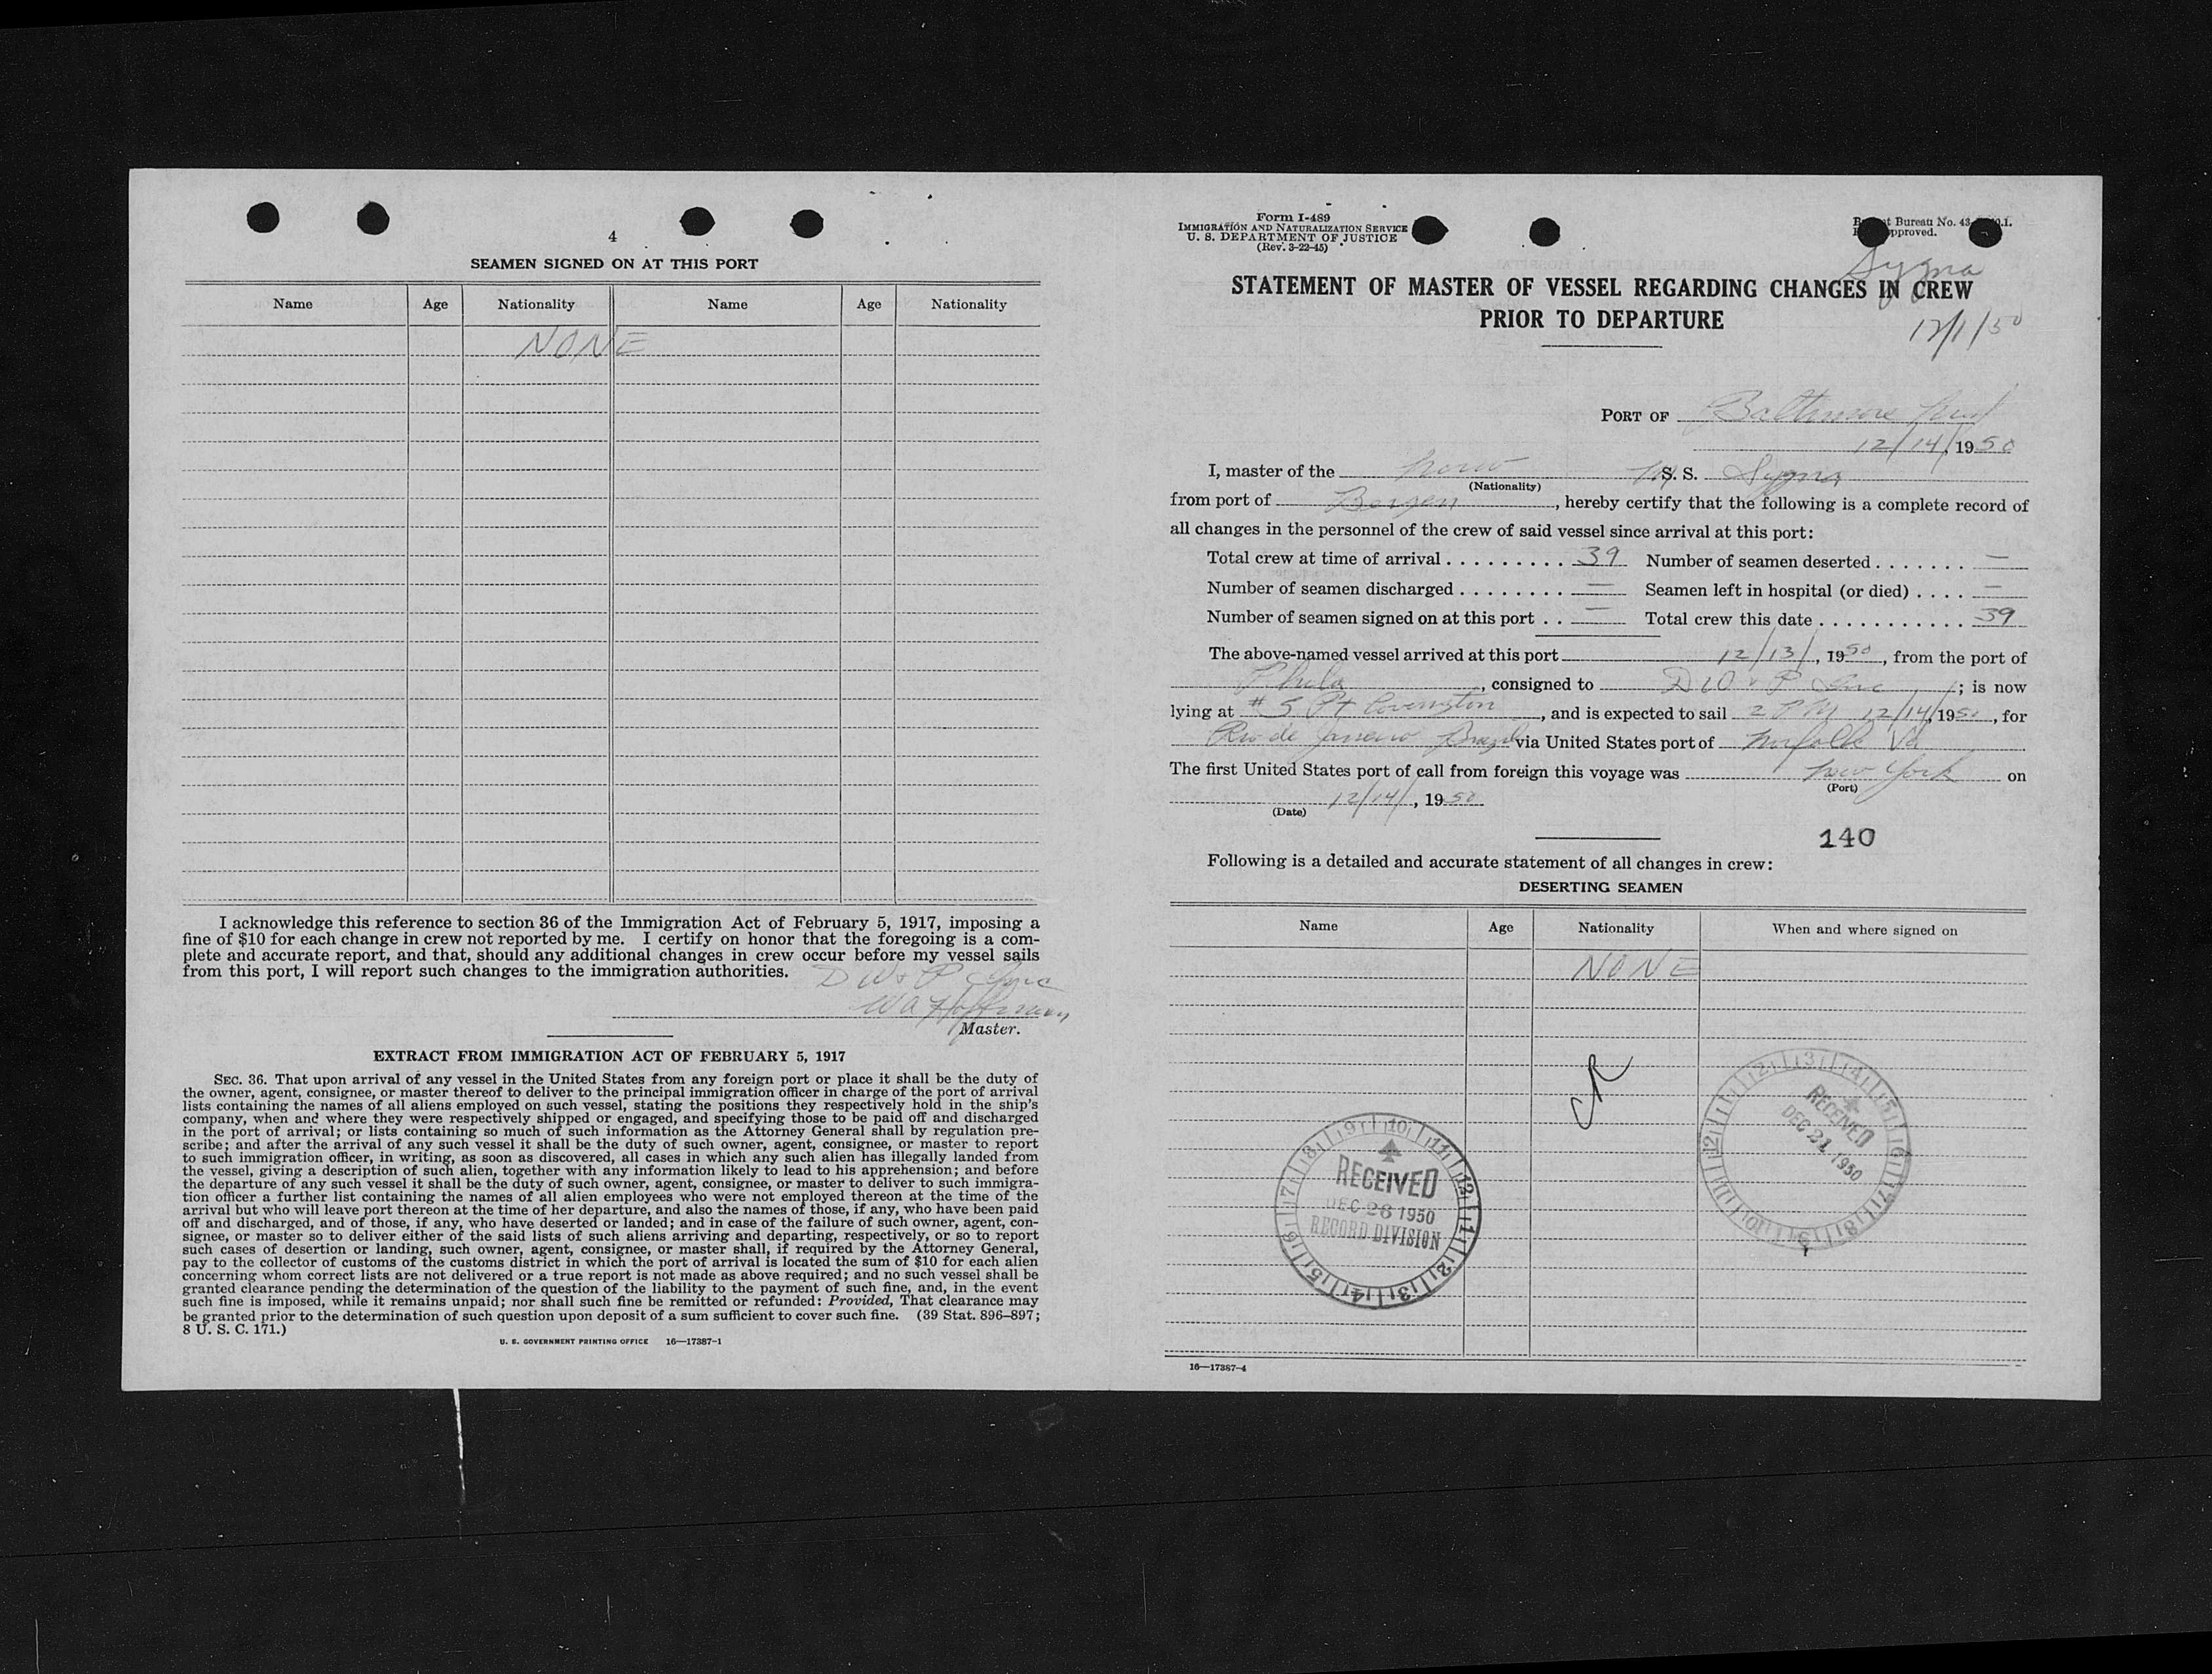 4
SEAMEN SIGNED ON AT THIS PORT
Name Age Nationality Name Age Nationality
NONE
I acknowledge this reference to section 36 of the Immigration Act of February 5, 1917, imposing a
fine of $10 for each change in crew not reported by me. I certify on honor that the foregoing is a com-
plete and accurate report, and that, should any additional changes in crew occur before my vessel sails
from this port, I will report such changes to the immigration authorities.
D W & P Inc
W A Hoffman
Master.
EXTRACT FROM IMMIGRATION ACT OF FEBRUARY 5, 1917
SEC. 36. That upon arrival of any vessel in the United States from any foreign port or place it shall be the duty of
the owner, agent, consignee, or master thereof to deliver to the principal immigration officer in charge of the port of arrival
lists containing the names of all aliens employed on such vessel, stating the positions they respectively hold in the ship's
company, when and where they were respectively shipped or engaged, and specifying those to be paid off and discharged
in the port of arrival; or lists containing so much of such information as the Attorney General shall by regulation pre-
scribe; and after the arrival of any such vessel it shall be the duty of such owner, agent, consignee, or master to report
to such immigration officer, in writing, as soon as discovered, all cases in which any such alien has illegally landed from
the vessel, giving a description of such alien, together with any information likely to lead to his apprehension; and before
the departure of any such vessel it shall be the duty of such owner, agent, consignee, or master to deliver to such immigra-
tion officer a further list containing the names of all alien employees who were not employed thereon at the time of the
arrival but who will leave port thereon at the time of her departure, and also the names of those, if any, who have been paid
off and discharged, and of those, if any, who have deserted or landed; and in case of the failure of such owner, agent, con-
signee, or master so to deliver either of the said lists of such aliens arriving and departing, respectively, or so to report
such cases of desertion or landing, such owner, agent, consignee, or master shall, if required by the Attorney General,
pay to the collector of customs of the customs district in which the port of arrival is located the sum of $10 for each alien
concerning whom correct lists are not delivered or a true report is not made as above required; and no such vessel shall be
granted clearance pending the determination of the question of the liability to the payment of such fine, and, in the event
such fine is imposed, while it remains unpaid; nor shall such fine be remitted or refunded: Provided, That clearance may
be granted prior to the determination of such question upon deposit of a sum sufficient to cover such fine. (39 Stat. 896–897;
8 U. S. C. 171.)
U. S. GOVERNMENT PRINTING OFFICE 16—17387-1
Form I-489
IMMIGRATION AND NATURALIZATION SERVICE
U. S. DEPARTMENT OF JUSTICE
(Rev. 3-22-45)
Bureau No. 43-
pproved.
Sygna
STATEMENT OF MASTER OF VESSEL REGARDING CHANGES IN CREW
PRIOR TO DEPARTURE
12/1/50
PORT OF Baltimore
12/14, 1950
I, master of the Norw M. S. S. Sygna
(Nationality)
from port of Bergen, hereby certify that the following is a complete record of
all changes in the personnel of the crew of said vessel since arrival at this port:
Total crew at time of arrival . . . . . . . . . 39 Number of seamen deserted . . . . . . . —
Number of seamen discharged . . . . . . . . — Seamen left in hospital (or died) . . . . —
Number of seamen signed on at this port . . — Total crew this date . . . . . . . . . . . 39
The above-named vessel arrived at this port 12/13/, 1950, from the port of
Phila, consigned to D W & P Inc; is now
lying at # 5 Pt Covington, and is expected to sail 2 PM 12/14/, 1950, for
Rio de Janeiro Brazil via United States port of Norfolk Va
The first United States port of call from foreign this voyage was New York on
(Port)
12/14/, 1950
(Date)
140
Following is a detailed and accurate statement of all changes in crew:
DESERTING SEAMEN
Name Age Nationality When and where signed on
NONE
RECEIVED
DEC 21 1950
RECEIVED
DEC 26 1950
RECORD DIVISION
16—17387-4